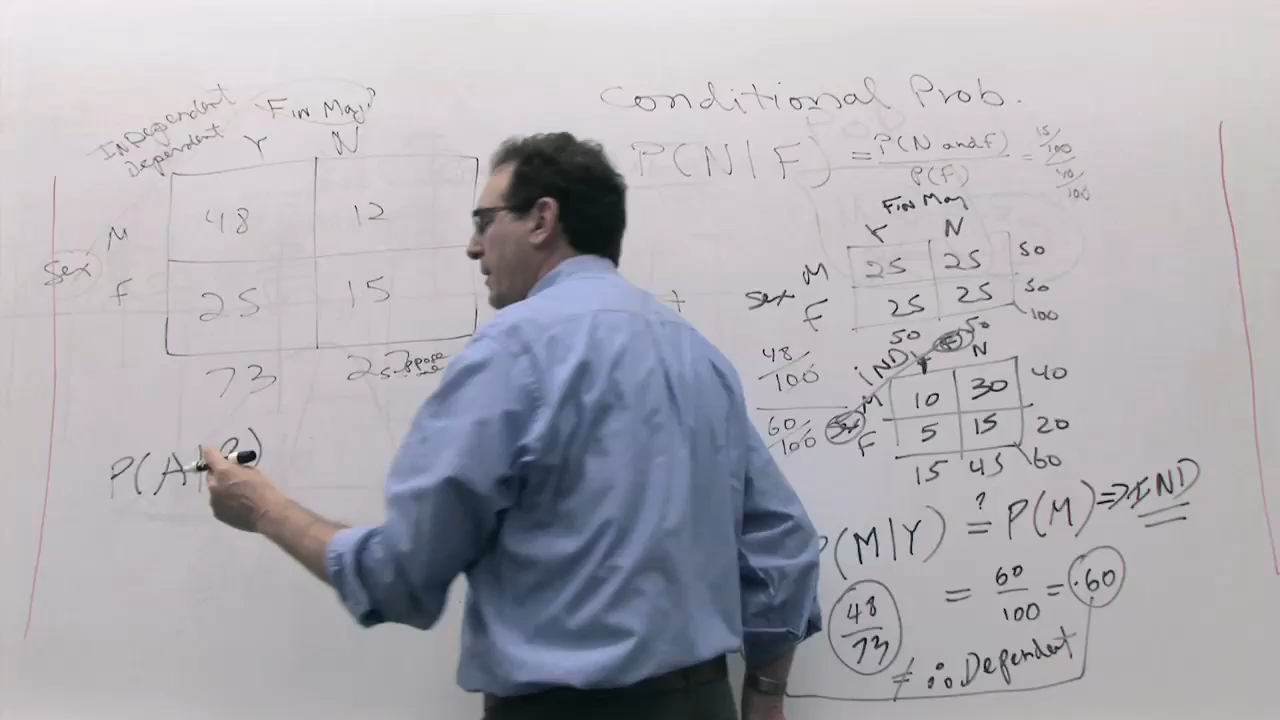 Conditional Prob.
INDependent
Dependent
Fin Maj?
Y N
M 48 12
Sex
F 25 15
73 27
Suppose
P(A|B)
P(N|F) = P(N and F) / P(F) = 15/100 / 40/100
Fin Maj
Y N
M 25 25 50
Sex
F 25 25 50
50 50 100
48/100
60/100
IND Y N
M 10 30 40
F 5 15 20
15 45 60
P(M|Y) ?= P(M) => IND
48/73
= 60/100 = .60
≠ ∴ Dependent